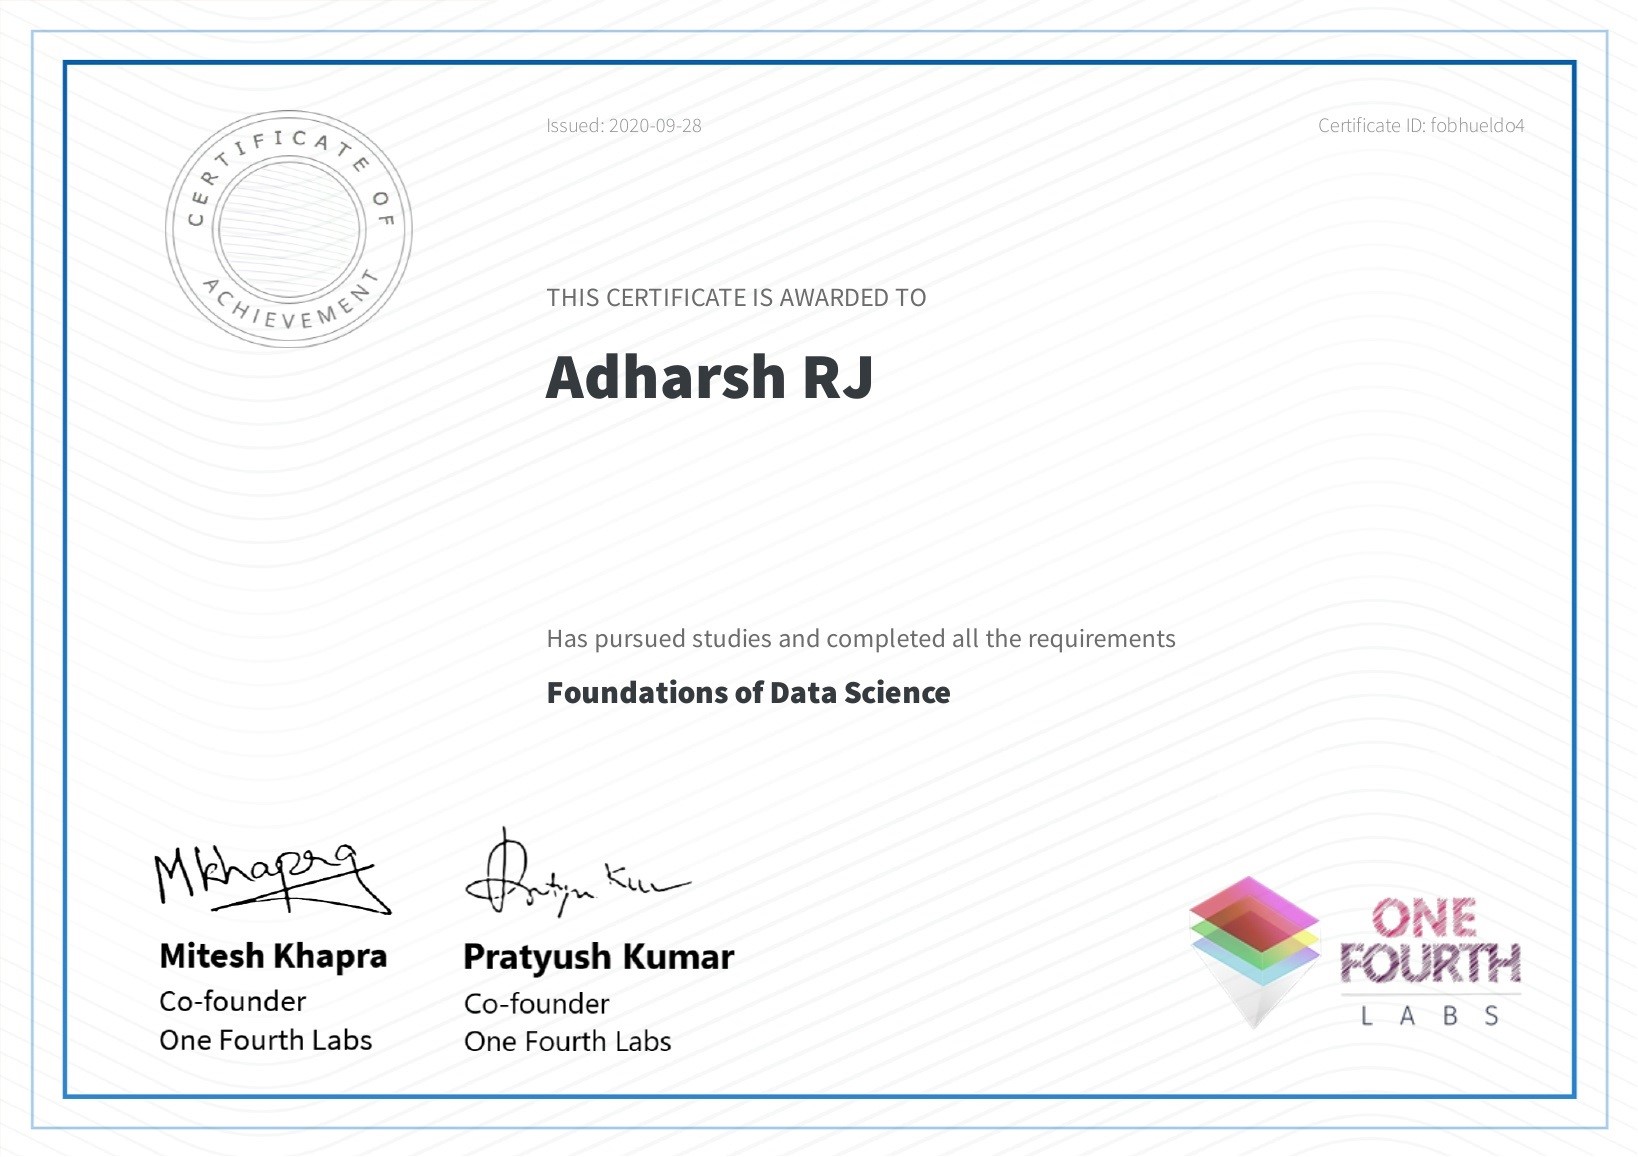 CERTIFICATE OF
ACHIEVEMENT
Issued: 2020-09-28
Certificate ID: fobhueldo4
THIS CERTIFICATE IS AWARDED TO
Adharsh RJ
Has pursued studies and completed all the requirements
Foundations of Data Science
MKhapra
Mitesh Khapra
Co-founder
One Fourth Labs
Pratyush Kumar
Co-founder
One Fourth Labs
ONE
FOURTH
LABS